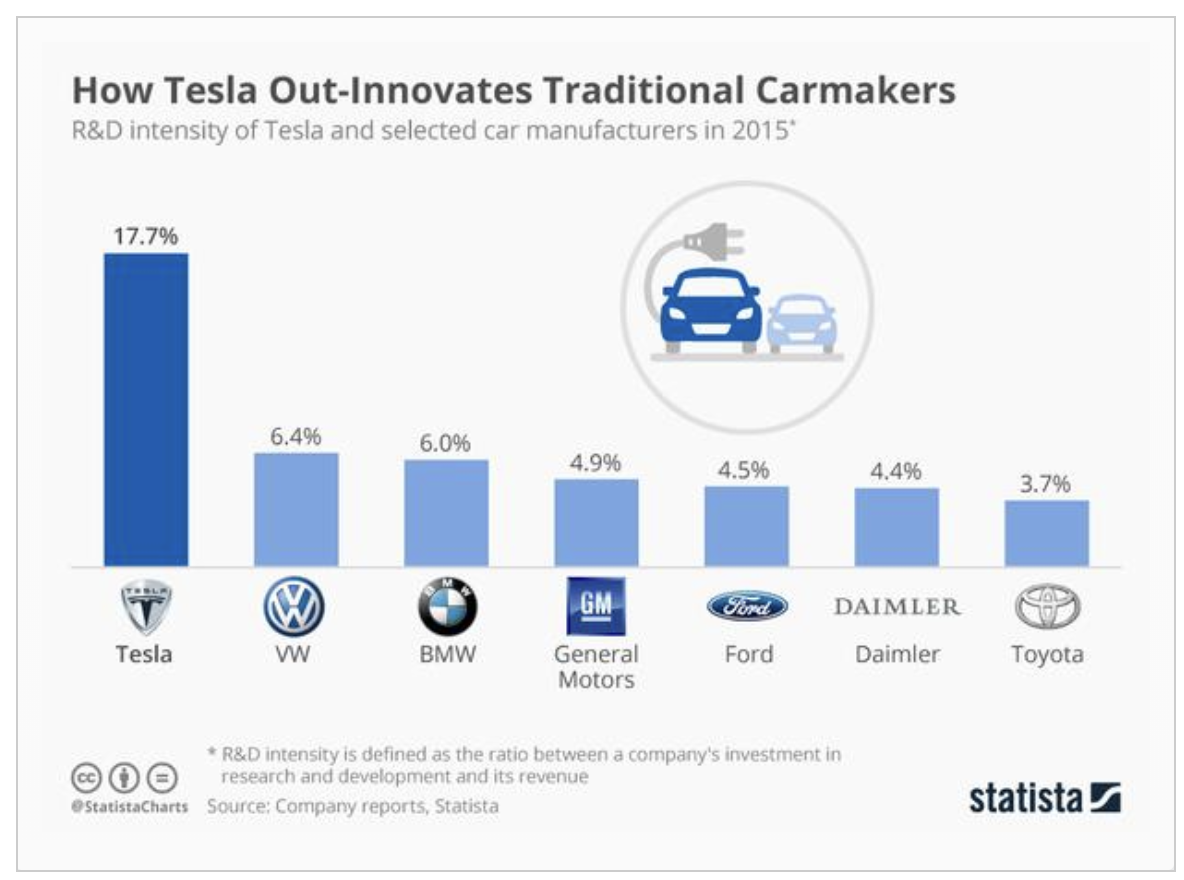 How Tesla Out-Innovates Traditional Carmakers
R&D intensity of Tesla and selected car manufacturers in 2015*
17.7%
6.4%
6.0%
4.9%
4.5%
4.4%
3.7%
TESLA
BMW
GM
Ford
DAIMLER
Tesla
VW
BMW
General
Motors
Ford
Daimler
Toyota
* R&D intensity is defined as the ratio between a company's investment in
research and development and its revenue
cc
@StatistaCharts
Source: Company reports, Statista
statista